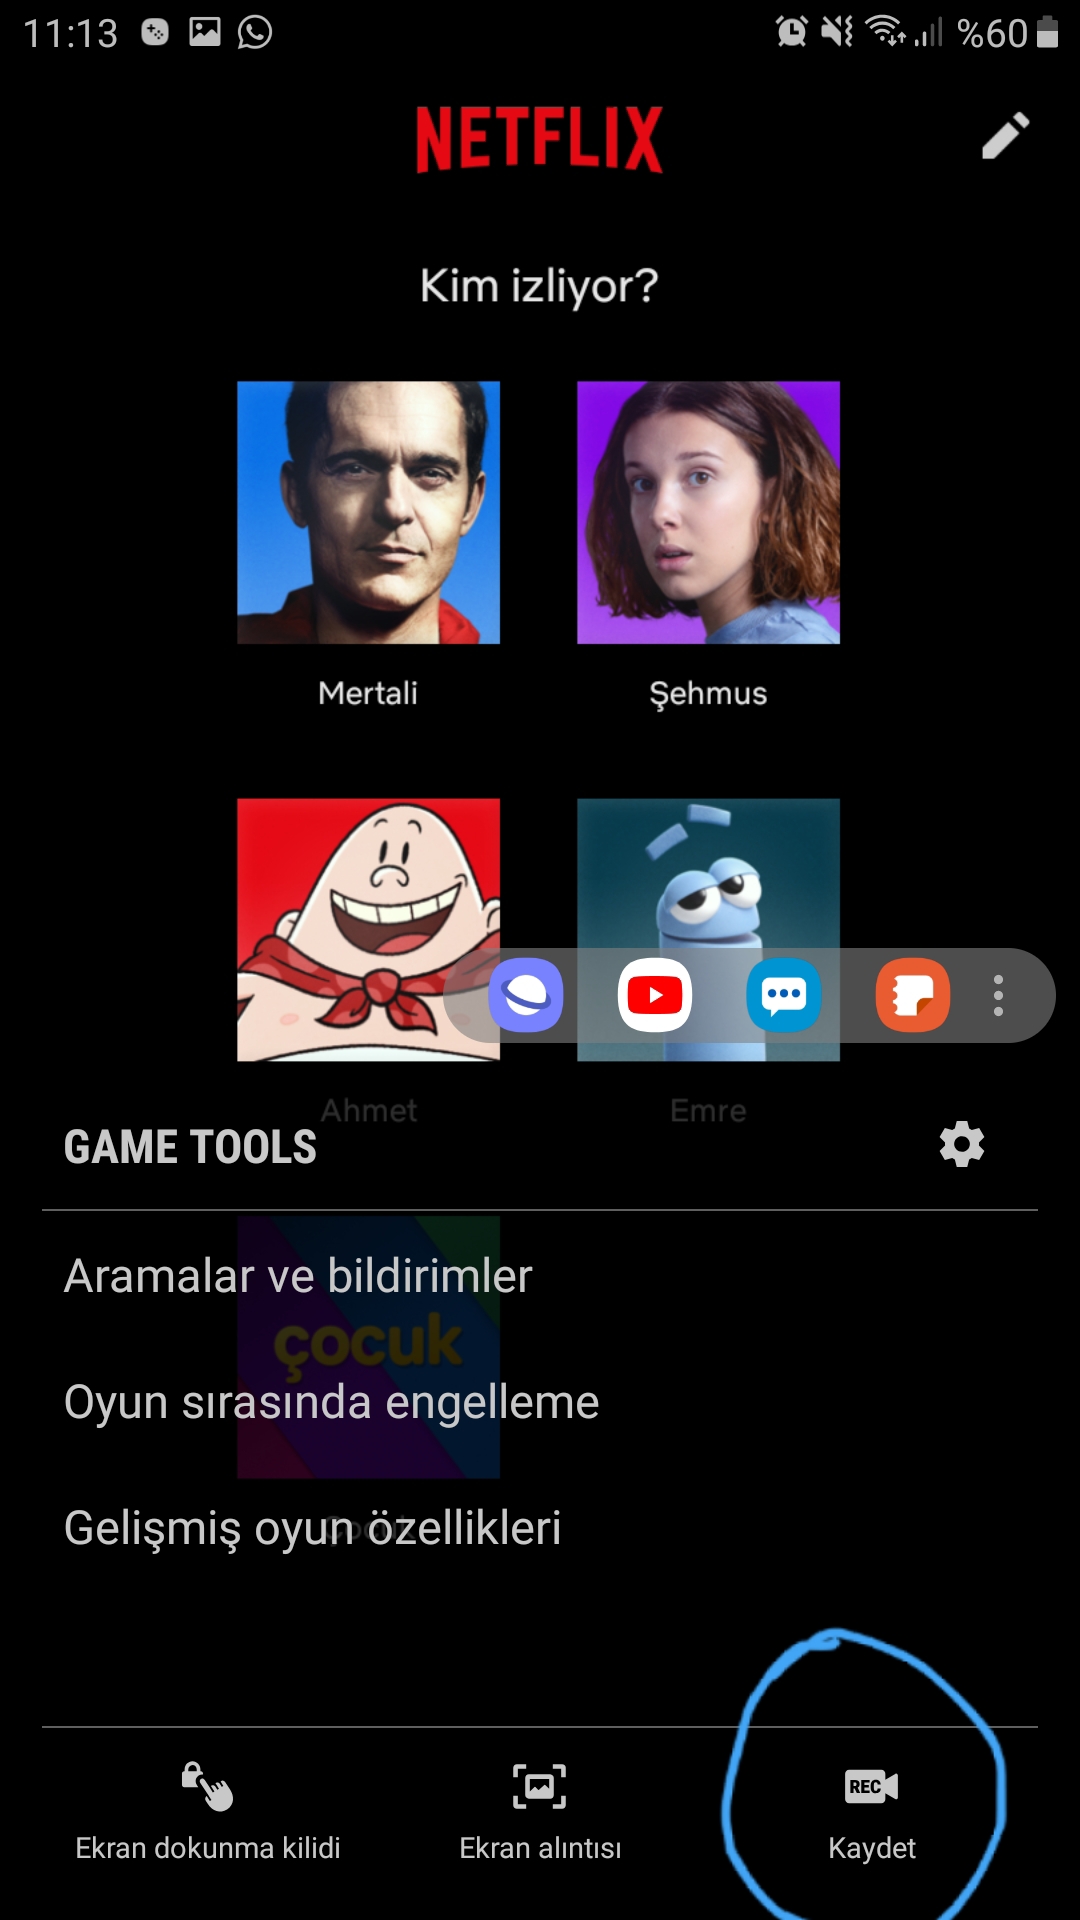 11:13 %60
NETFLIX
Kim izliyor?
Mertali Şehmus
Ahmet Emre
GAME TOOLS
Aramalar ve bildirimler
çocuk
Oyun sırasında engelleme
Gelişmiş oyun özellikleri
Çocuk
REC
Ekran dokunma kilidi Ekran alıntısı Kaydet